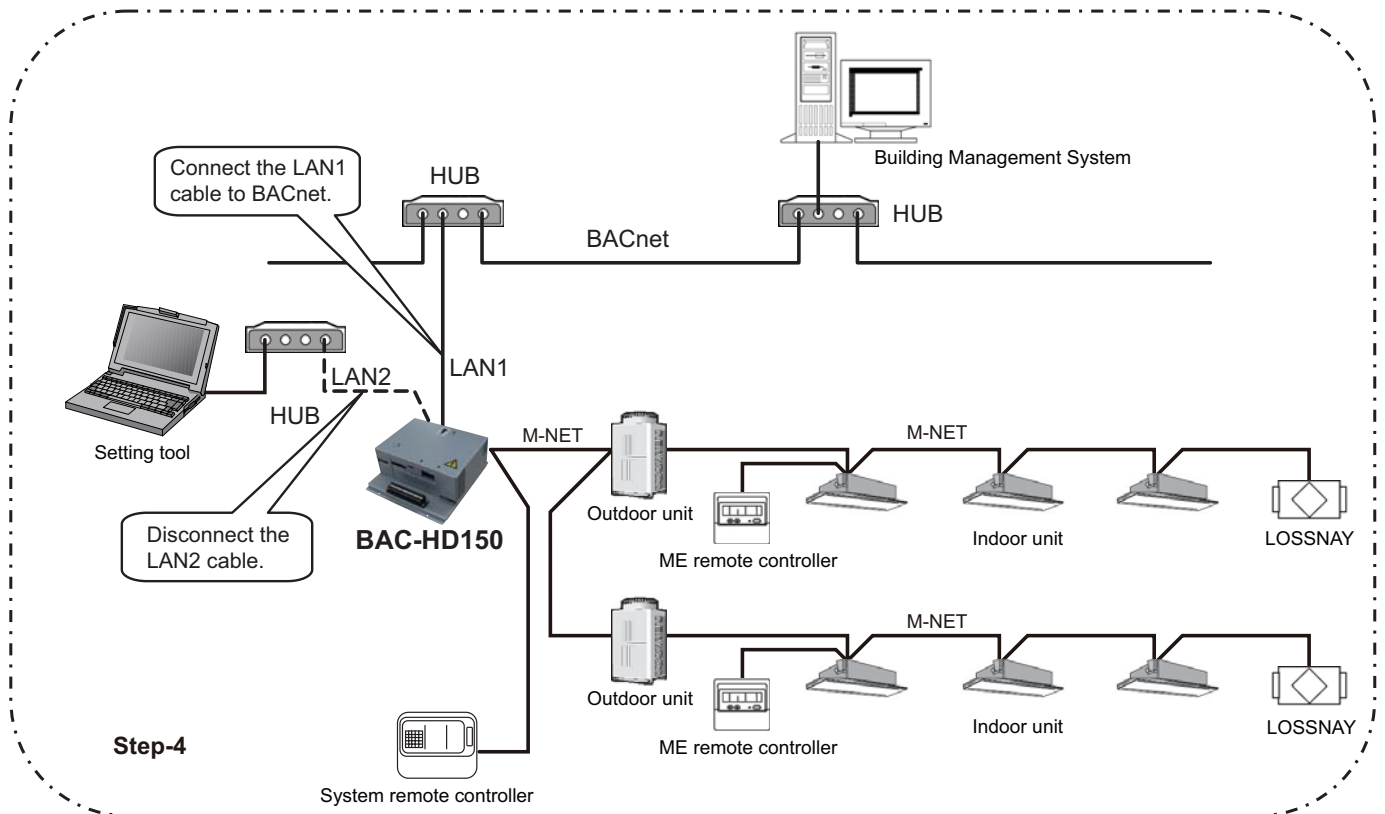 Building Management System
Connect the LAN1
cable to BACnet.
HUB
HUB
BACnet
LAN1
LAN2
HUB
Setting tool
M-NET
M-NET
Outdoor unit
ME remote controller
Indoor unit
LOSSNAY
Disconnect the
LAN2 cable.
BAC-HD150
M-NET
Outdoor unit
ME remote controller
Indoor unit
LOSSNAY
Step-4
System remote controller